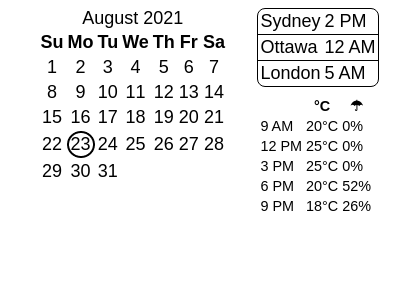 August 2021
Su Mo Tu We Th Fr Sa
1 2 3 4 5 6 7
8 9 10 11 12 13 14
15 16 17 18 19 20 21
22 23 24 25 26 27 28
29 30 31
Sydney 2 PM
Ottawa 12 AM
London 5 AM
°C ☂
9 AM 20°C 0%
12 PM 25°C 0%
3 PM 25°C 0%
6 PM 20°C 52%
9 PM 18°C 26%